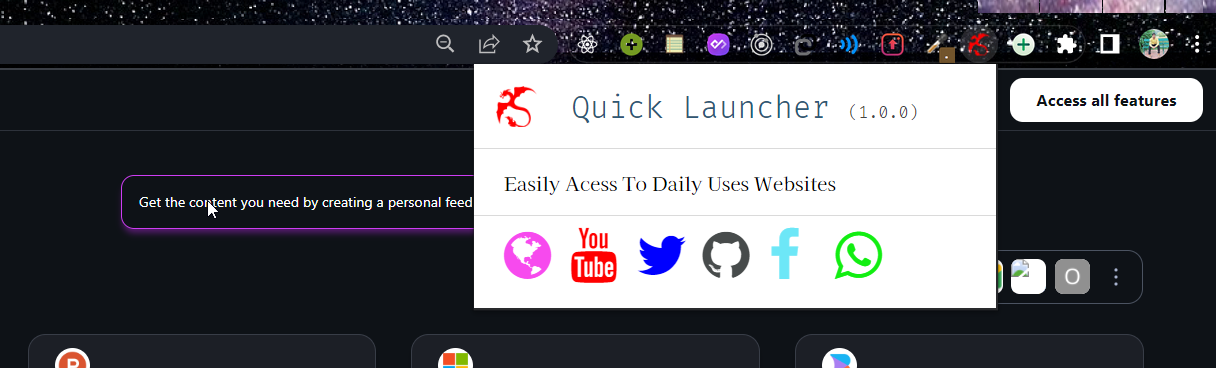 Access all features
Quick Launcher (1.0.0)
Easily Acess To Daily Uses Websites
Get the content you need by creating a personal feed
You
Tube
O